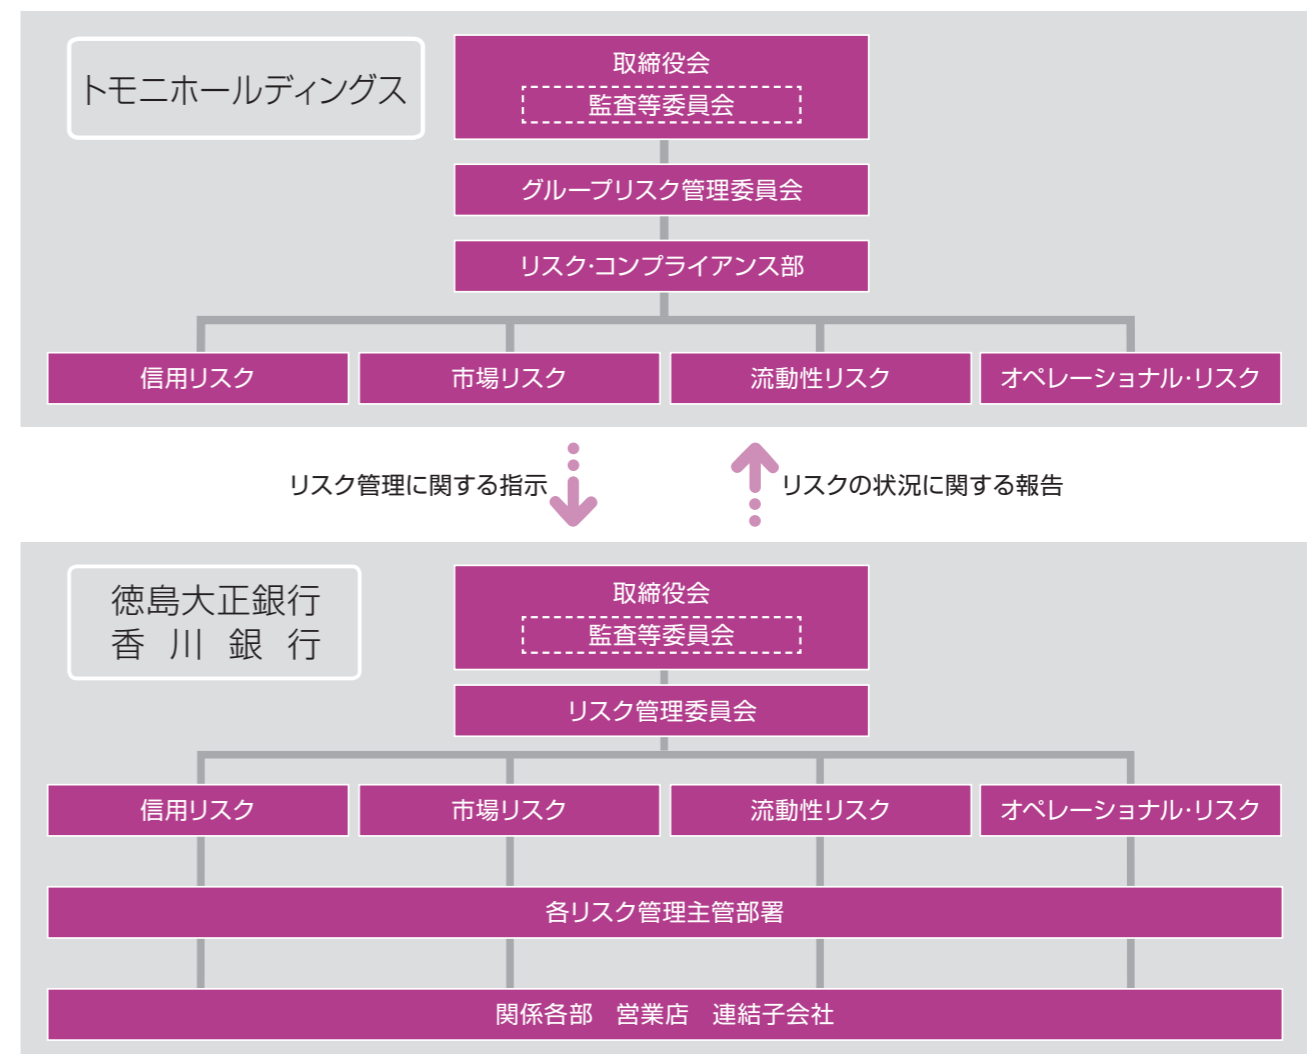 トモニホールディングス
取締役会
監査等委員会
グループリスク管理委員会
リスク・コンプライアンス部
信用リスク
市場リスク
流動性リスク
オペレーショナル・リスク
リスク管理に関する指示
リスクの状況に関する報告
徳島大正銀行
香川銀行
取締役会
監査等委員会
リスク管理委員会
信用リスク
市場リスク
流動性リスク
オペレーショナル・リスク
各リスク管理主管部署
関係各部　営業店　連結子会社